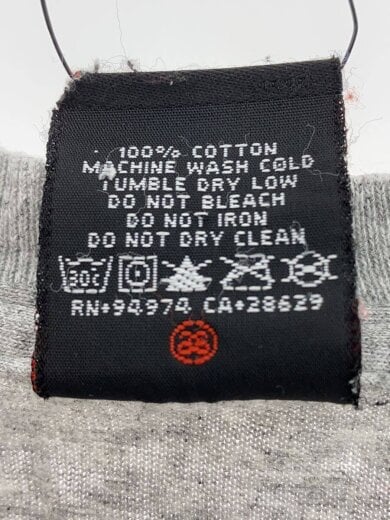 100% COTTON
MACHINE WASH COLD
TUMBLE DRY LOW
DO NOT BLEACH
DO NOT IRON
DO NOT DRY CLEAN
30C
RN•94974 CA•28629